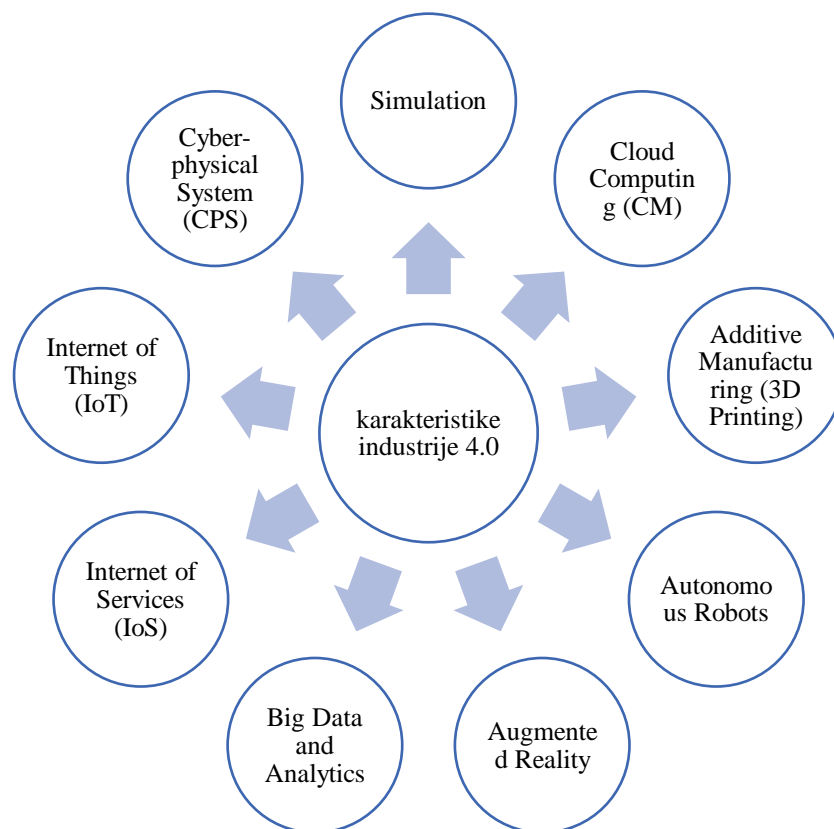 Simulation
Cloud
Computin
g (CM)
Additive
Manufactu
ring (3D
Printing)
Autonomo
us Robots
Augmente
d Reality
Big Data
and
Analytics
Internet of
Services
(IoS)
Internet of
Things
(IoT)
Cyber-
physical
System
(CPS)
karakteristike
industrije 4.0